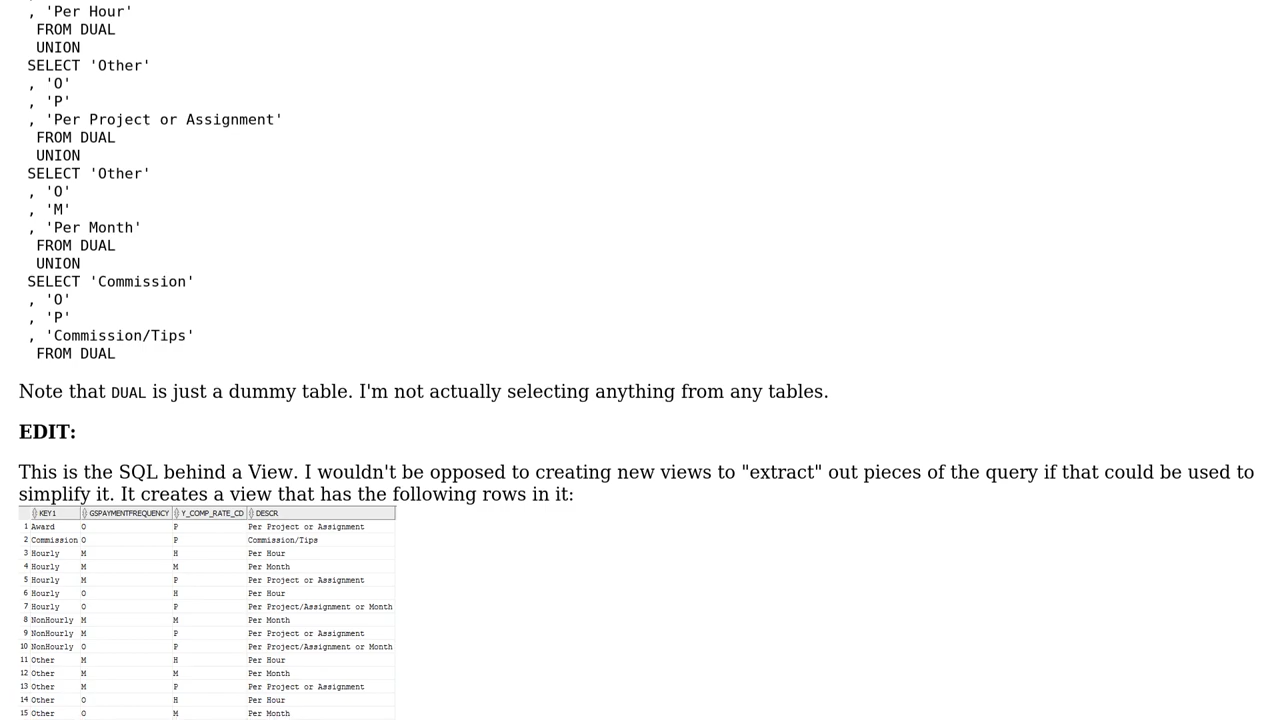 , 'Per Hour'
FROM DUAL
UNION
SELECT 'Other'
, 'O'
, 'P'
, 'Per Project or Assignment'
FROM DUAL
UNION
SELECT 'Other'
, 'O'
, 'M'
, 'Per Month'
FROM DUAL
UNION
SELECT 'Commission'
, 'O'
, 'P'
, 'Commission/Tips'
FROM DUAL
Note that DUAL is just a dummy table. I'm not actually selecting anything from any tables.
EDIT:
This is the SQL behind a View. I wouldn't be opposed to creating new views to "extract" out pieces of the query if that could be used to
simplify it. It creates a view that has the following rows in it:
KEY1 GSPAYMENTFREQUENCY Y_COMP_RATE_CD DESCR
1 Award O P Per Project or Assignment
2 Commission O P Commission/Tips
3 Hourly M H Per Hour
4 Hourly M M Per Month
5 Hourly M P Per Project or Assignment
6 Hourly O H Per Hour
7 Hourly O P Per Project/Assignment or Month
8 NonHourly M M Per Month
9 NonHourly M P Per Project or Assignment
10 NonHourly O P Per Project/Assignment or Month
11 Other M H Per Hour
12 Other M M Per Month
13 Other M P Per Project or Assignment
14 Other O H Per Hour
15 Other O M Per Month